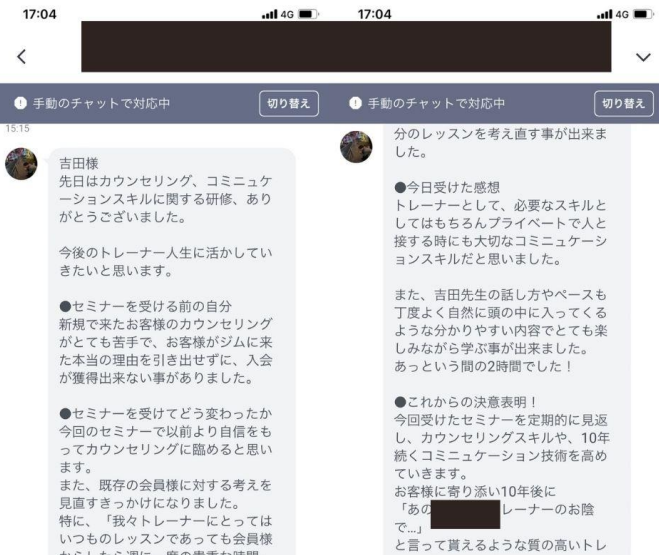 17:04
4G
手動のチャットで対応中
切り替え
15:15
吉田様
先日はカウンセリング、コミニュケ
ーションスキルに関する研修、あり
がとうございました。
今後のトレーナー人生に活かしてい
きたいと思います。
●セミナーを受ける前の自分
新規で来たお客様のカウンセリング
がとても苦手で、お客様がジムに来
た本当の理由を引き出せずに、入会
が獲得出来ない事がありました。
●セミナーを受けてどう変わったか
今回のセミナーで以前より自信をも
ってカウンセリングに臨めると思い
ます。
また、既存の会員様に対する考えを
見直すきっかけになりました。
特に、「我々トレーナーにとっては
いつものレッスンであっても会員様
からしたら週に一度の貴重な時間
17:04
4G
手動のチャットで対応中
切り替え
分のレッスンを考え直す事が出来ま
した。
●今日受けた感想
トレーナーとして、必要なスキルと
してはもちろんプライベートで人と
接する時にも大切なコミュニケーシ
ョンスキルだと思いました。
また、吉田先生の話し方やペースも
丁度よく自然に頭の中に入ってくる
ような分かりやすい内容でとても楽
しみながら学ぶ事が出来ました。
あっという間の2時間でした！
●これからの決意表明！
今回受けたセミナーを定期的に見返
し、カウンセリングスキルや、10年
続くコミニュケーション技術を高め
ていきます。
お客様に寄り添い10年後に
「あの レーナーのお陰
で…」
と言って貰えるような質の高いトレ